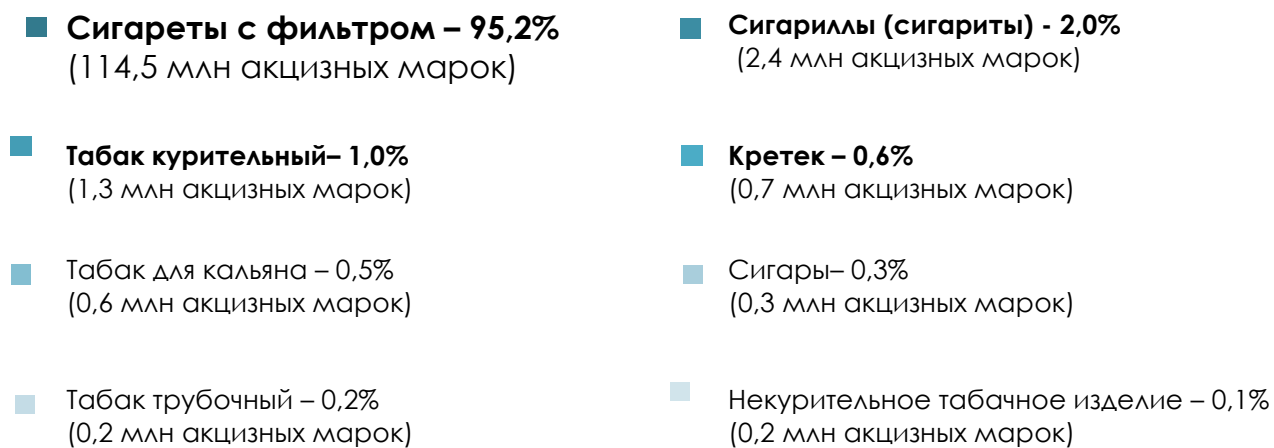 Сигареты с фильтром – 95,2%
(114,5 млн акцизных марок)
Сигариллы (сигариты) - 2,0%
(2,4 млн акцизных марок)
Табак курительный– 1,0%
(1,3 млн акцизных марок)
Кретек – 0,6%
(0,7 млн акцизных марок)
Табак для кальяна – 0,5%
(0,6 млн акцизных марок)
Сигары– 0,3%
(0,3 млн акцизных марок)
Табак трубочный – 0,2%
(0,2 млн акцизных марок)
Некурительное табачное изделие – 0,1%
(0,2 млн акцизных марок)